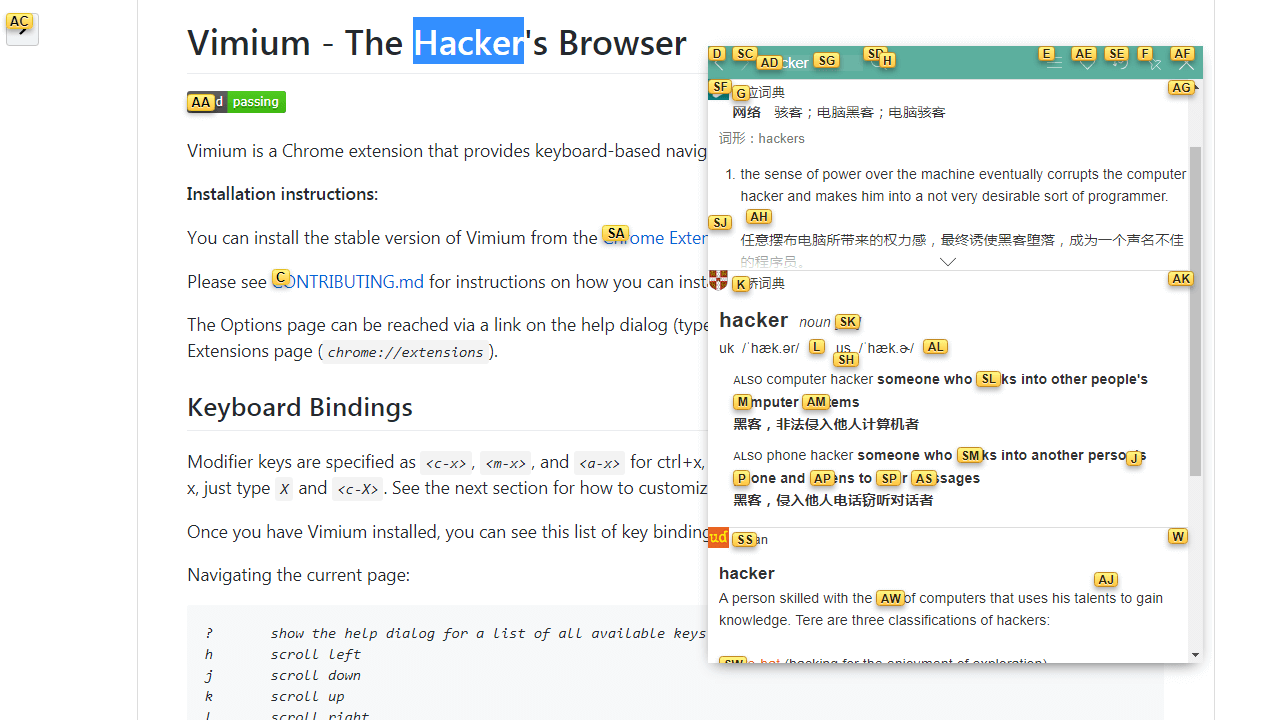 AC
Vimium - The Hacker's Browser
AA d passing
Vimium is a Chrome extension that provides keyboard-based navig
Installation instructions:
You can install the stable version of Vimium from the SA rome Exten
Please see C ONTRIBUTING.md for instructions on how you can inst
The Options page can be reached via a link on the help dialog (type
Extensions page ( chrome://extensions ).
Keyboard Bindings
Modifier keys are specified as <c-x>, <m-x>, and <a-x> for ctrl+x,
x, just type X and <c-X>. See the next section for how to customiz
Once you have Vimium installed, you can see this list of key binding
Navigating the current page:
? show the help dialog for a list of all available keys
h scroll left
j scroll down
k scroll up
l scroll right
D SC AD cker SG SD H E AE SE F AF
SF G 应词典 AG
网络 骇客；电脑黑客；电脑骇客
词形：hackers
1. the sense of power over the machine eventually corrupts the computer
hacker and makes him into a not very desirable sort of programmer.
SJ AH
任意摆布电脑所带来的权力感，最终诱使黑客堕落，成为一个声名不佳
的程序员。
K 桥词典 AK
hacker noun SK
uk /ˈhæk.ər/ L us /ˈhæk.ɚ/ AL
SH
ALSO computer hacker someone who SL ks into other people's
M mputer AM tems
黑客，非法侵入他人计算机者
ALSO phone hacker someone who SM ks into another perso J s
P one and AP ens to SP r AS ssages
黑客，侵入他人电话窃听对话者
ud SS an W
hacker
AJ
A person skilled with the AW of computers that uses his talents to gain
knowledge. Tere are three classifications of hackers:
SW e-hat (hacking for the enjoyment of exploration)